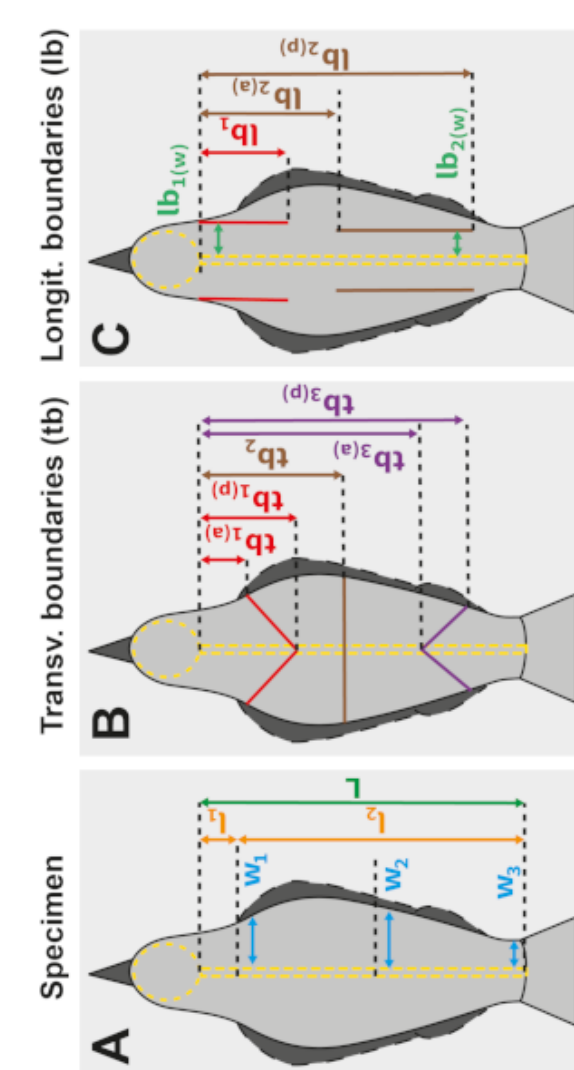 Specimen
A
L
l₁
l₂
w₁
w₂
w₃
Transv. boundaries (tb)
B
tb₁₍ₐ₎
tb₁₍ₚ₎
tb₂
tb₃₍ₐ₎
tb₃₍ₚ₎
Longit. boundaries (lb)
C
lb₁
lb₂₍ₐ₎
lb₂₍ₚ₎
lb₁(w)
lb₂(w)